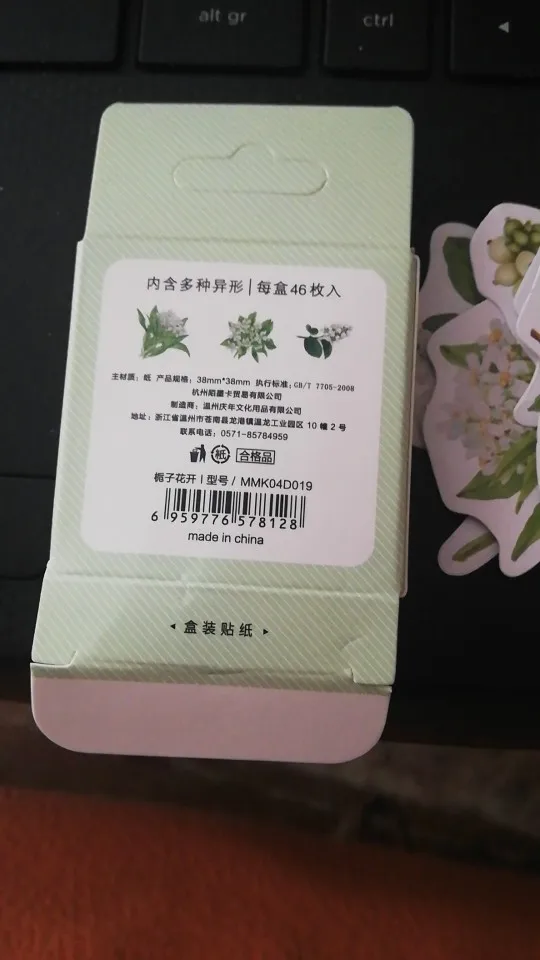 alt gr
ctrl
◄
内含多种异形 | 每盒46枚入
主材质：纸 产品规格：38mm*38mm 执行标准：GB/T 7705-2008
杭州陌墨卡贸易有限公司
制造商：温州庆年文化用品有限公司
地址：浙江省温州市苍南县龙港镇温龙工业园区 10 幢 2 号
联系电话：0571-85784959
紙 合格品
栀子花开 | 型号 / MMK04D019
6 959776 578128
made in china
◂ 盒装贴纸 ▸